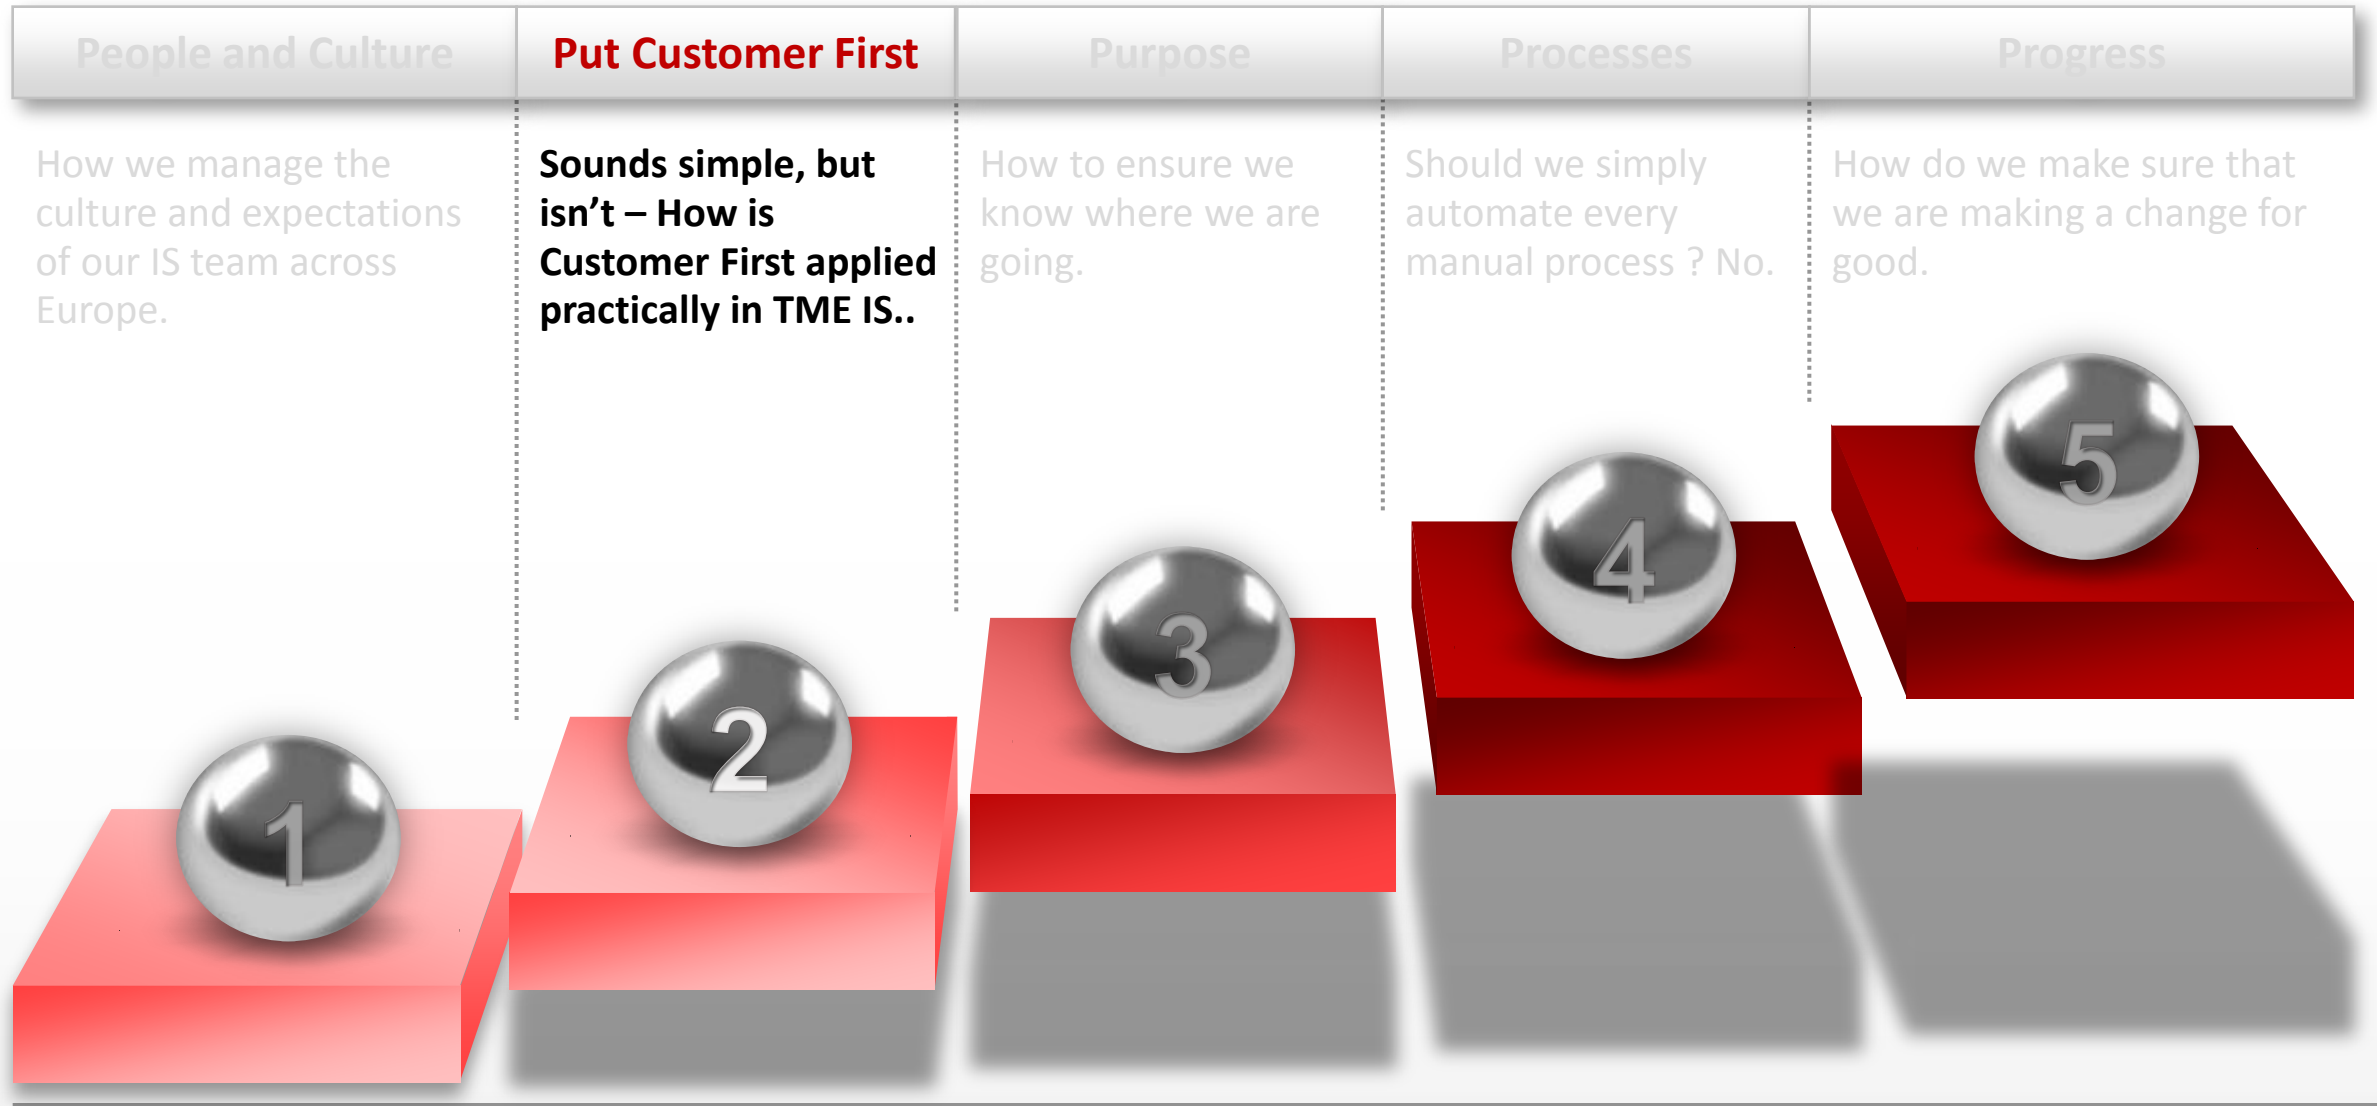 People and Culture
Put Customer First
Purpose
Processes
Progress
How we manage the
culture and expectations
of our IS team across
Europe.
Sounds simple, but
isn’t – How is
Customer First applied
practically in TME IS..
How to ensure we
know where we are
going.
Should we simply
automate every
manual process ? No.
How do we make sure that
we are making a change for
good.
1
2
3
4
5